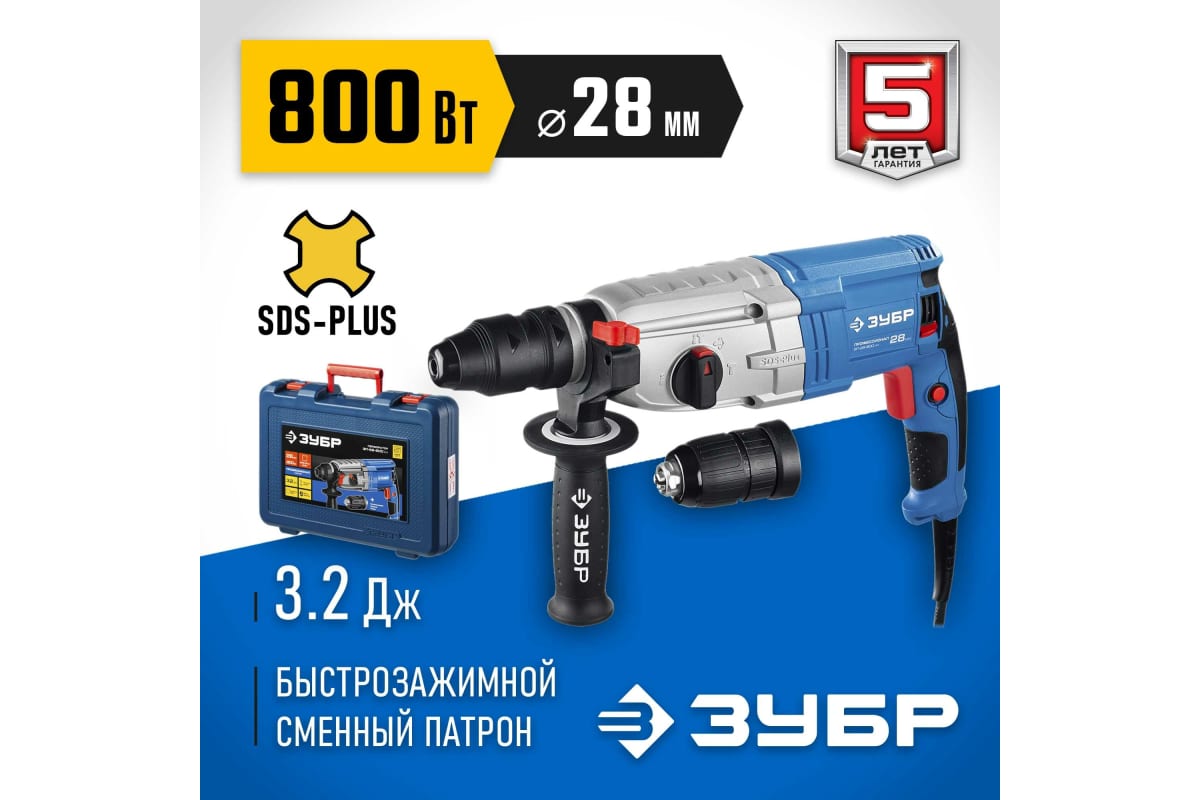 800 Вт
⌀ 28 мм
5
лет
ГАРАНТИЯ
SDS-PLUS
ЗУБР
ПРОФЕССИОНАЛ 28
SDS-Plus
ЗУБР
ЗУБР
3.2 Дж
БЫСТРОЗАЖИМНОЙ
СМЕННЫЙ ПАТРОН
ЗУБР